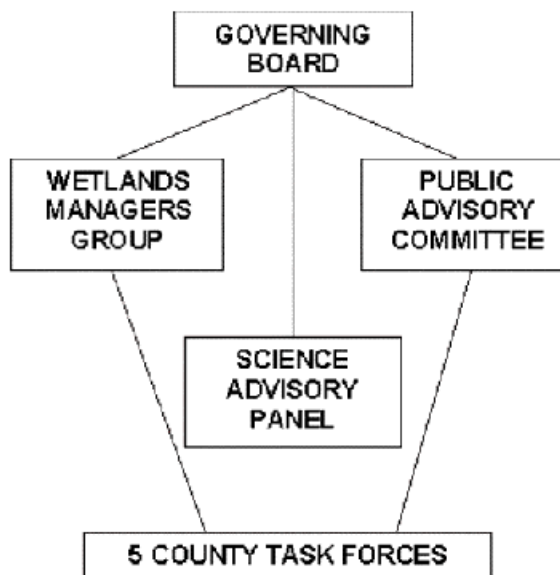 GOVERNING
BOARD
WETLANDS
MANAGERS
GROUP
PUBLIC
ADVISORY
COMMITTEE
SCIENCE
ADVISORY
PANEL
5 COUNTY TASK FORCES